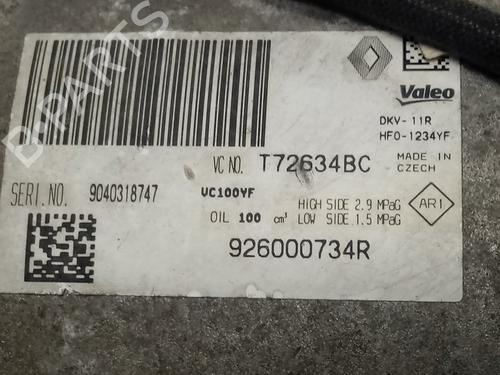 Valeo
DKV-11R
HFO-1234YF
VC NO. T72634BC
MADE IN CZECH
SERI.NO. 9040318747
VC100YF
OIL 100 cm³
HIGH SIDE 2.9 MPaG
LOW SIDE 1.5 MPaG
AR1
926000734R
D-PARTS